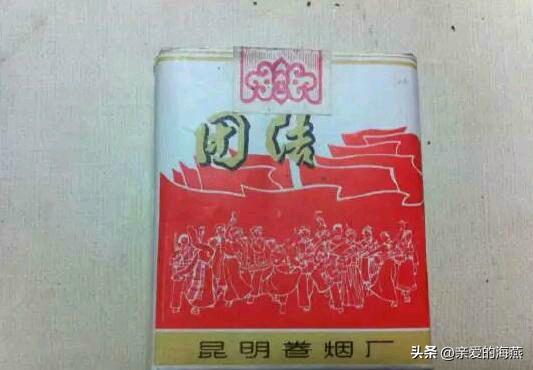 团结
昆明卷烟厂
头条 @亲爱的海燕